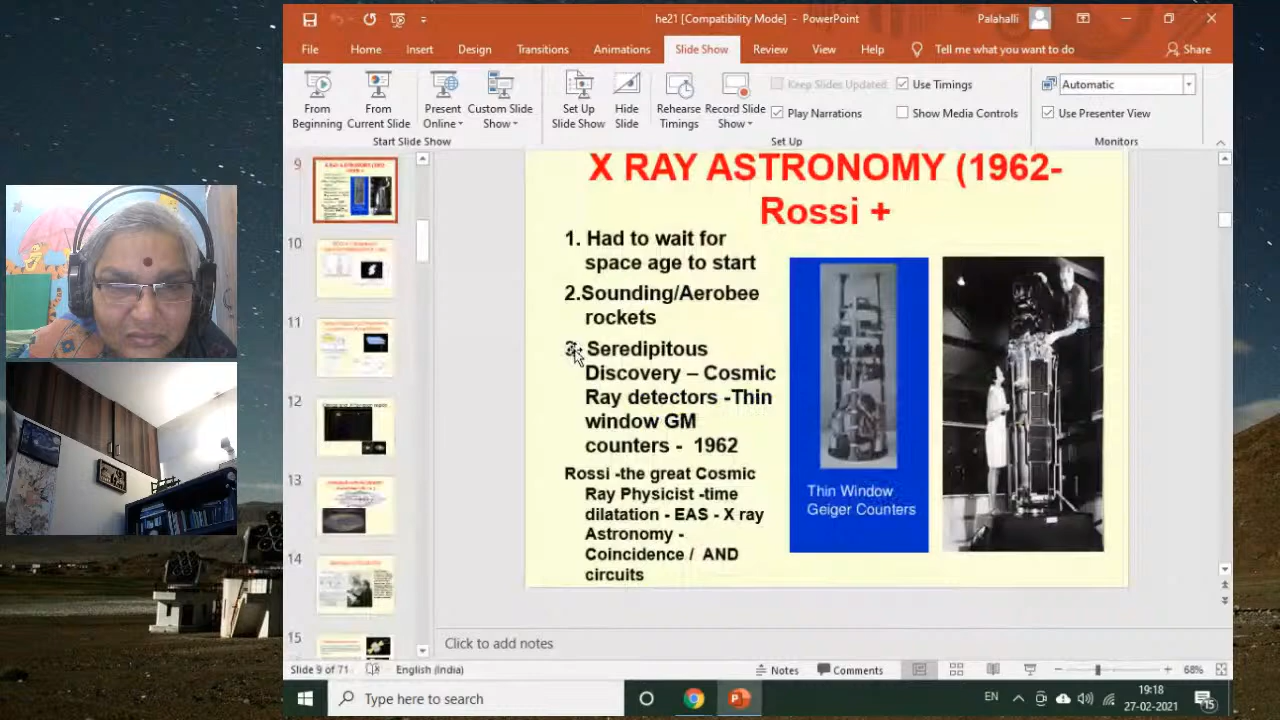 he21 [Compatibility Mode] - PowerPoint
Palahalli
File Home Insert Design Transitions Animations Slide Show Review View Help Tell me what you want to do Share
From Beginning
From Current Slide
Present Online
Custom Slide Show
Set Up Slide Show
Hide Slide
Rehearse Timings
Record Slide Show
Keep Slides Updated
Play Narrations
Use Timings
Show Media Controls
Automatic
Use Presenter View
Start Slide Show
Set Up
Monitors
9
10
11
12
13
14
15
X RAY ASTRONOMY (1962-
Rossi +
1. Had to wait for
space age to start
2.Sounding/Aerobee
rockets
3. Seredipitous
Discovery – Cosmic
Ray detectors -Thin
window GM
counters - 1962
Rossi -the great Cosmic
Ray Physicist -time
dilatation - EAS - X ray
Astronomy -
Coincidence / AND
circuits
Thin Window
Geiger Counters
Click to add notes
Slide 9 of 71 English (India) Notes Comments 68%
Type here to search
EN 19:18
27-02-2021
15